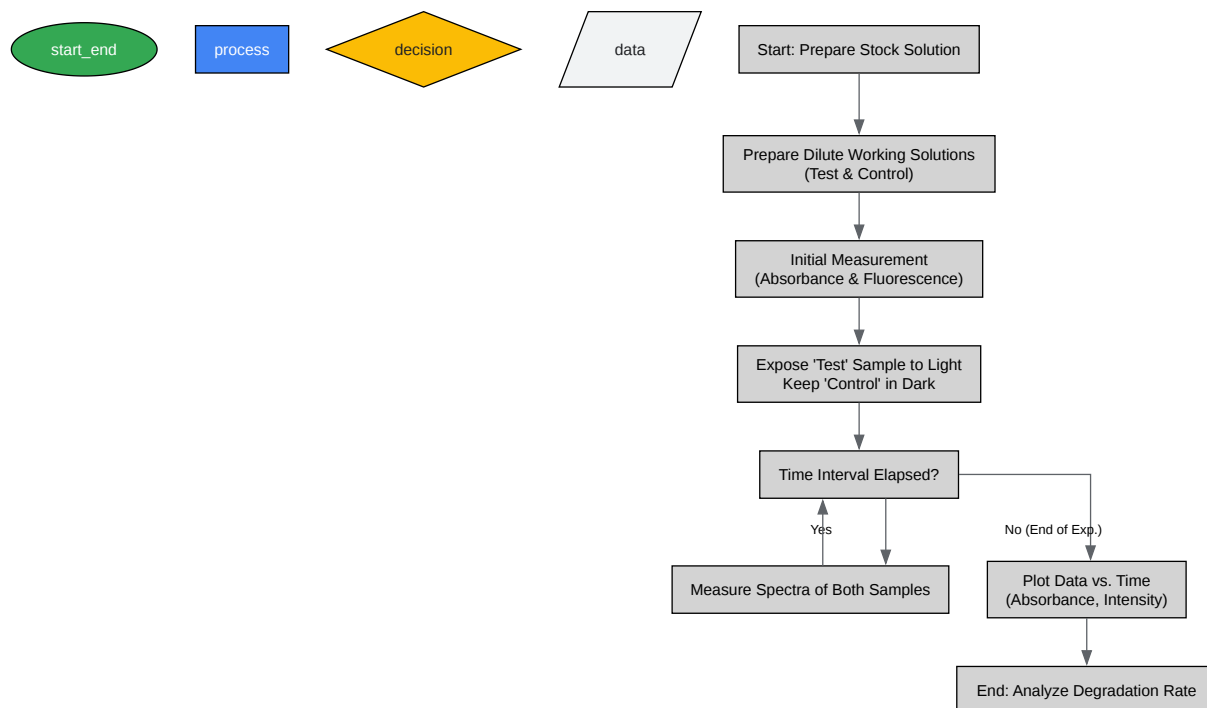 start_end
process
decision
data
Start: Prepare Stock Solution
Prepare Dilute Working Solutions
(Test & Control)
Initial Measurement
(Absorbance & Fluorescence)
Expose 'Test' Sample to Light
Keep 'Control' in Dark
Time Interval Elapsed?
Yes
No (End of Exp.)
Measure Spectra of Both Samples
Plot Data vs. Time
(Absorbance, Intensity)
End: Analyze Degradation Rate